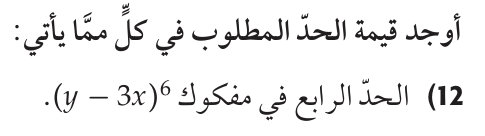 أوجد قيمة الحدّ المطلوب في كلٍّ ممَّا يأتي:
12) الحدّ الرابع في مفكوك (y − 3x)⁶.